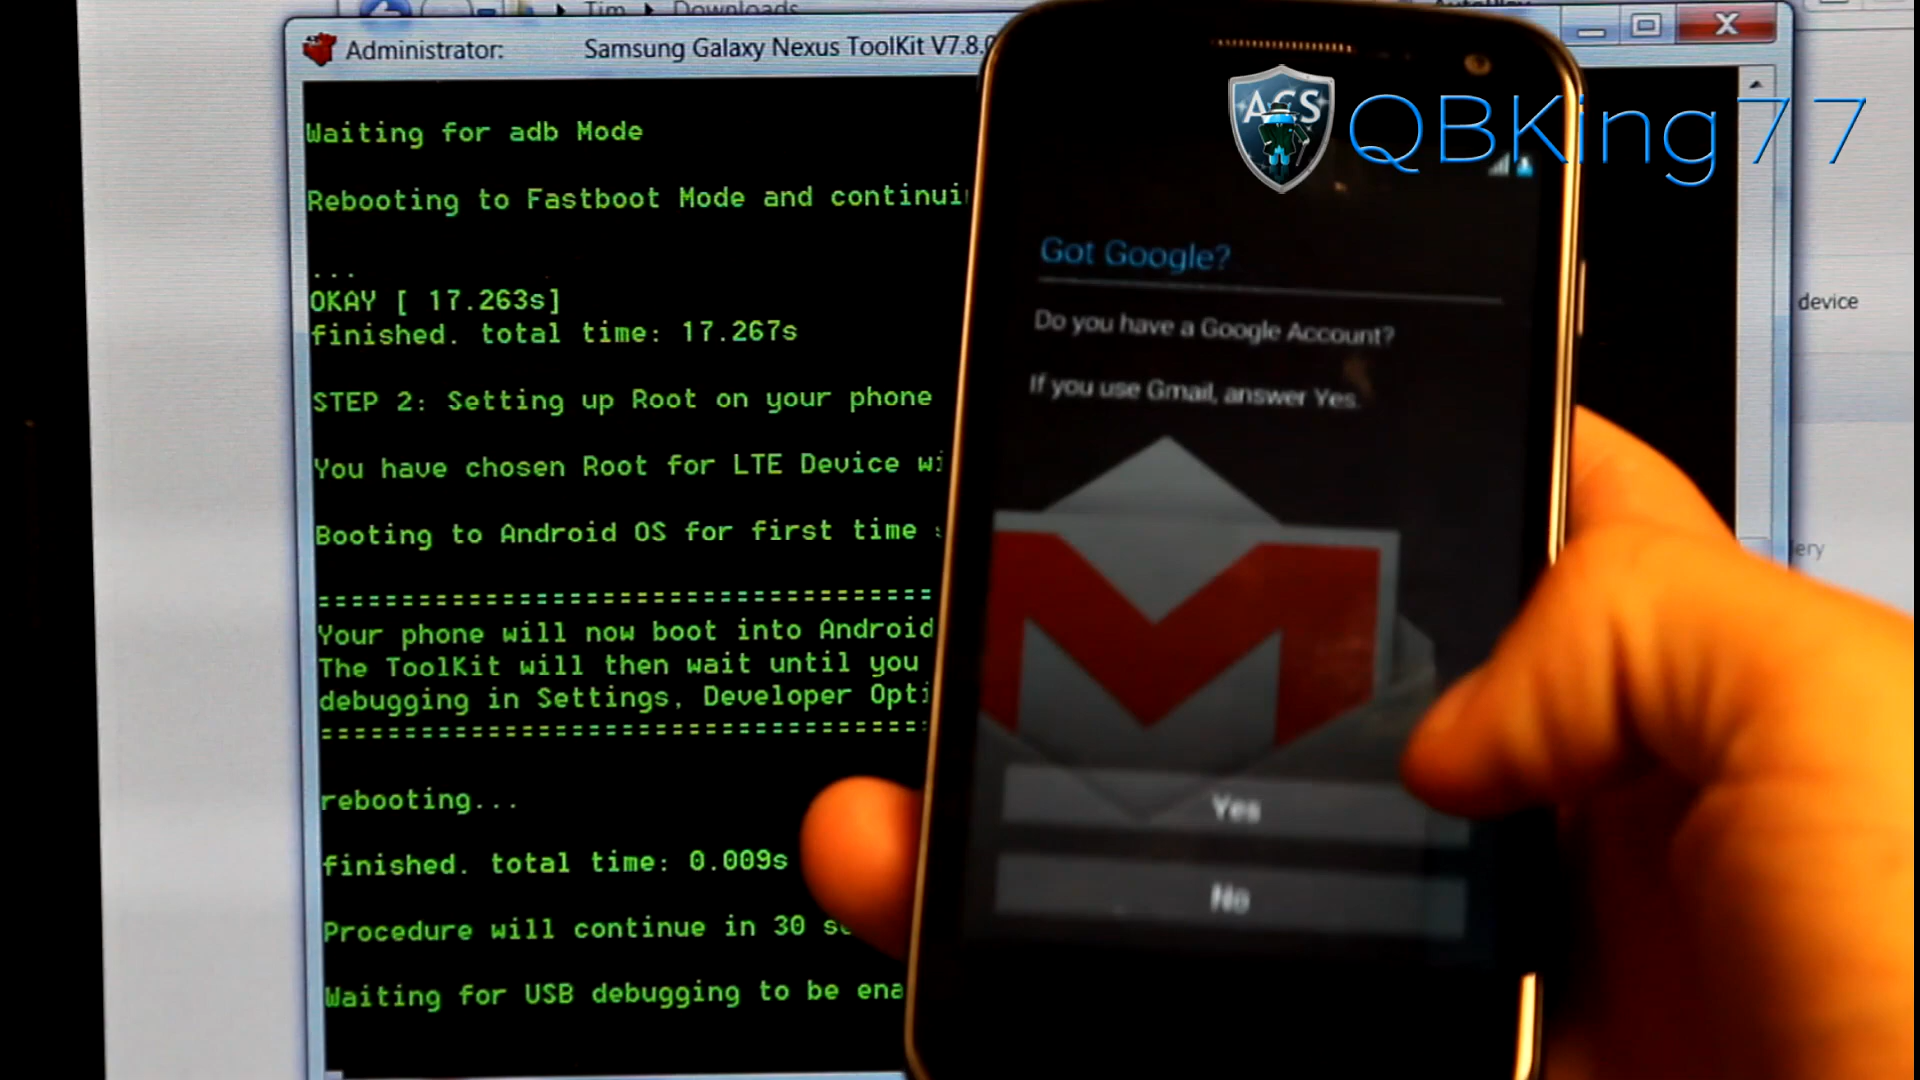 Tim Downloads
Administrator: Samsung Galaxy Nexus ToolKit V7.8.0
Waiting for adb Mode
Rebooting to Fastboot Mode and continui
...
OKAY [ 17.263s]
finished. total time: 17.267s
STEP 2: Setting up Root on your phone
You have chosen Root for LTE Device wi
Booting to Android OS for first time
Your phone will now boot into Android
The ToolKit will then wait until you
debugging in Settings, Developer Opti
rebooting...
finished. total time: 0.009s
Procedure will continue in 30 se
Waiting for USB debugging to be ena
ACS QBKing77
Got Google?
Do you have a Google Account?
If you use Gmail, answer Yes.
Yes
No
device
ery